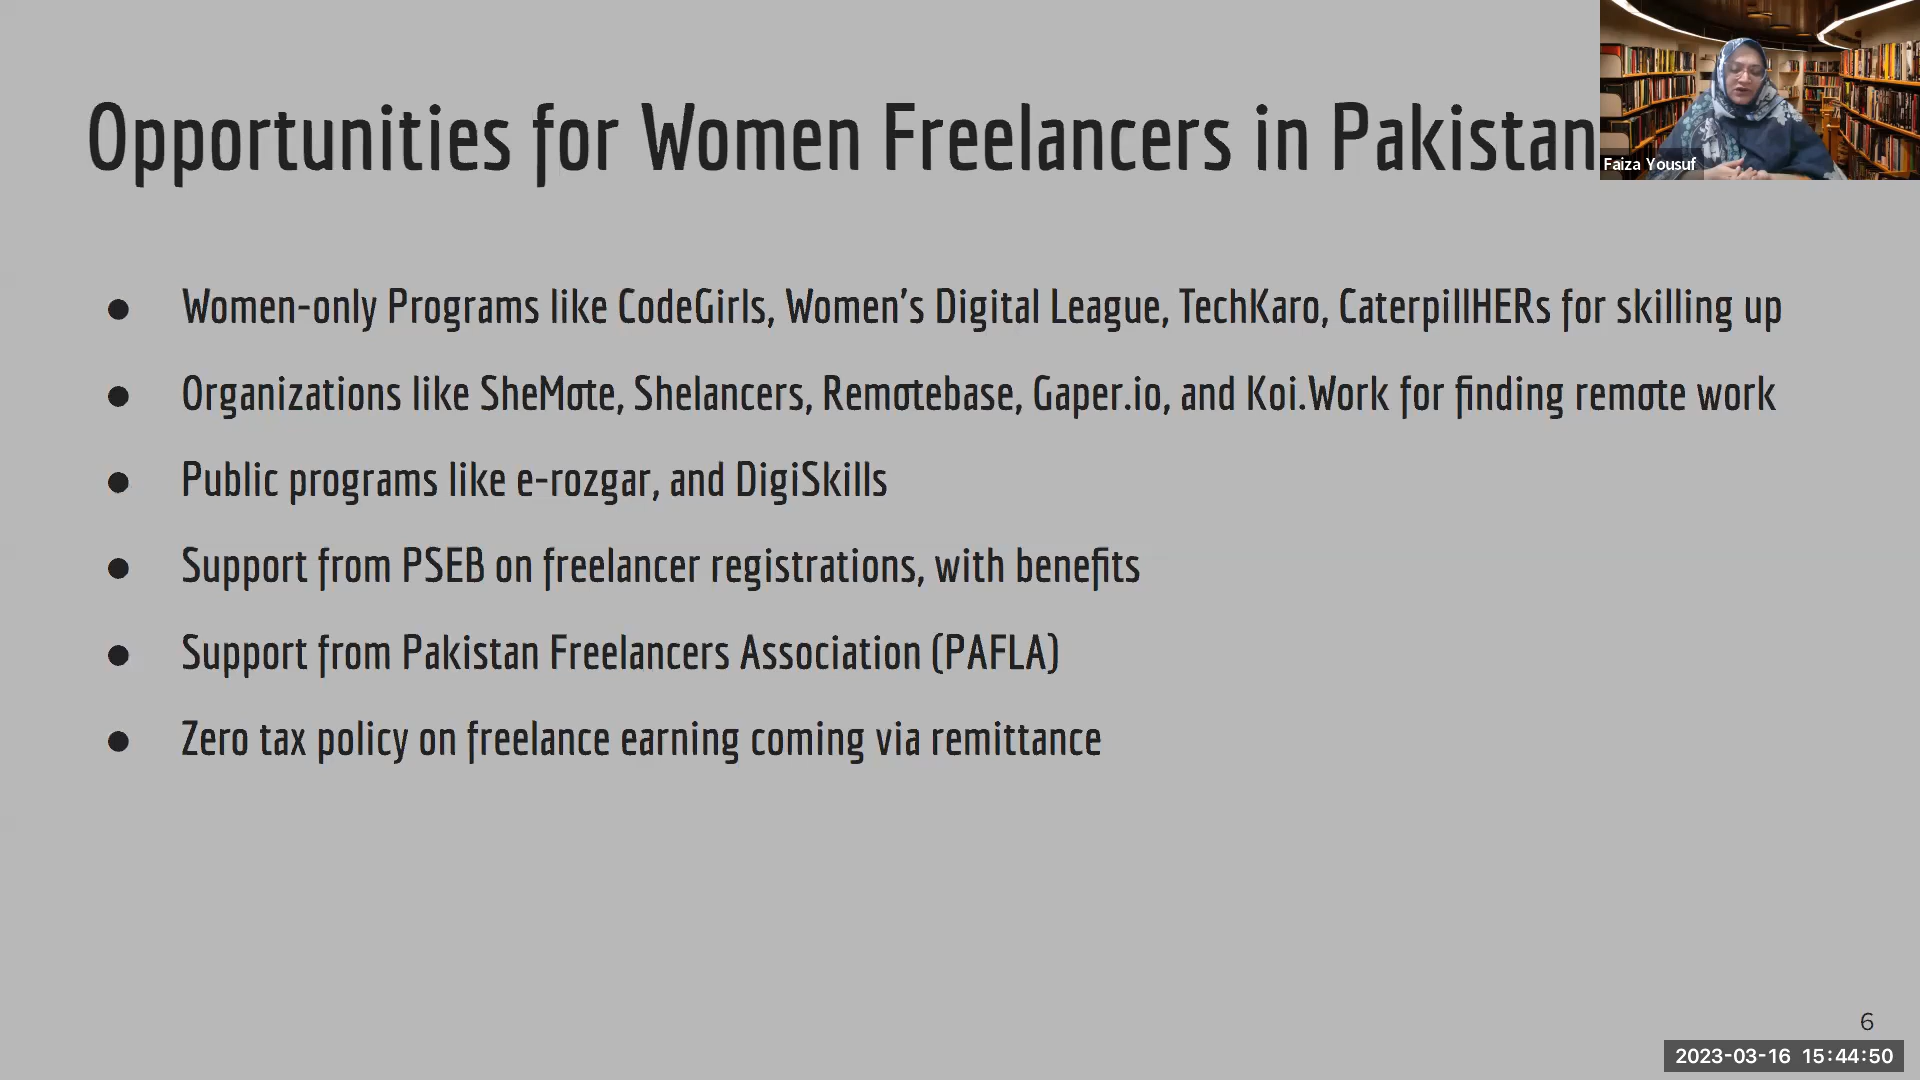 Opportunities for Women Freelancers in Pakistan
Faiza Yousuf
● Women-only Programs like CodeGirls, Women’s Digital League, TechKaro, CaterpillHERs for skilling up
● Organizations like SheMote, Shelancers, Remotebase, Gaper.io, and Koi.Work for finding remote work
● Public programs like e-rozgar, and DigiSkills
● Support from PSEB on freelancer registrations, with benefits
● Support from Pakistan Freelancers Association (PAFLA)
● Zero tax policy on freelance earning coming via remittance
6
2023-03-16 15:44:50